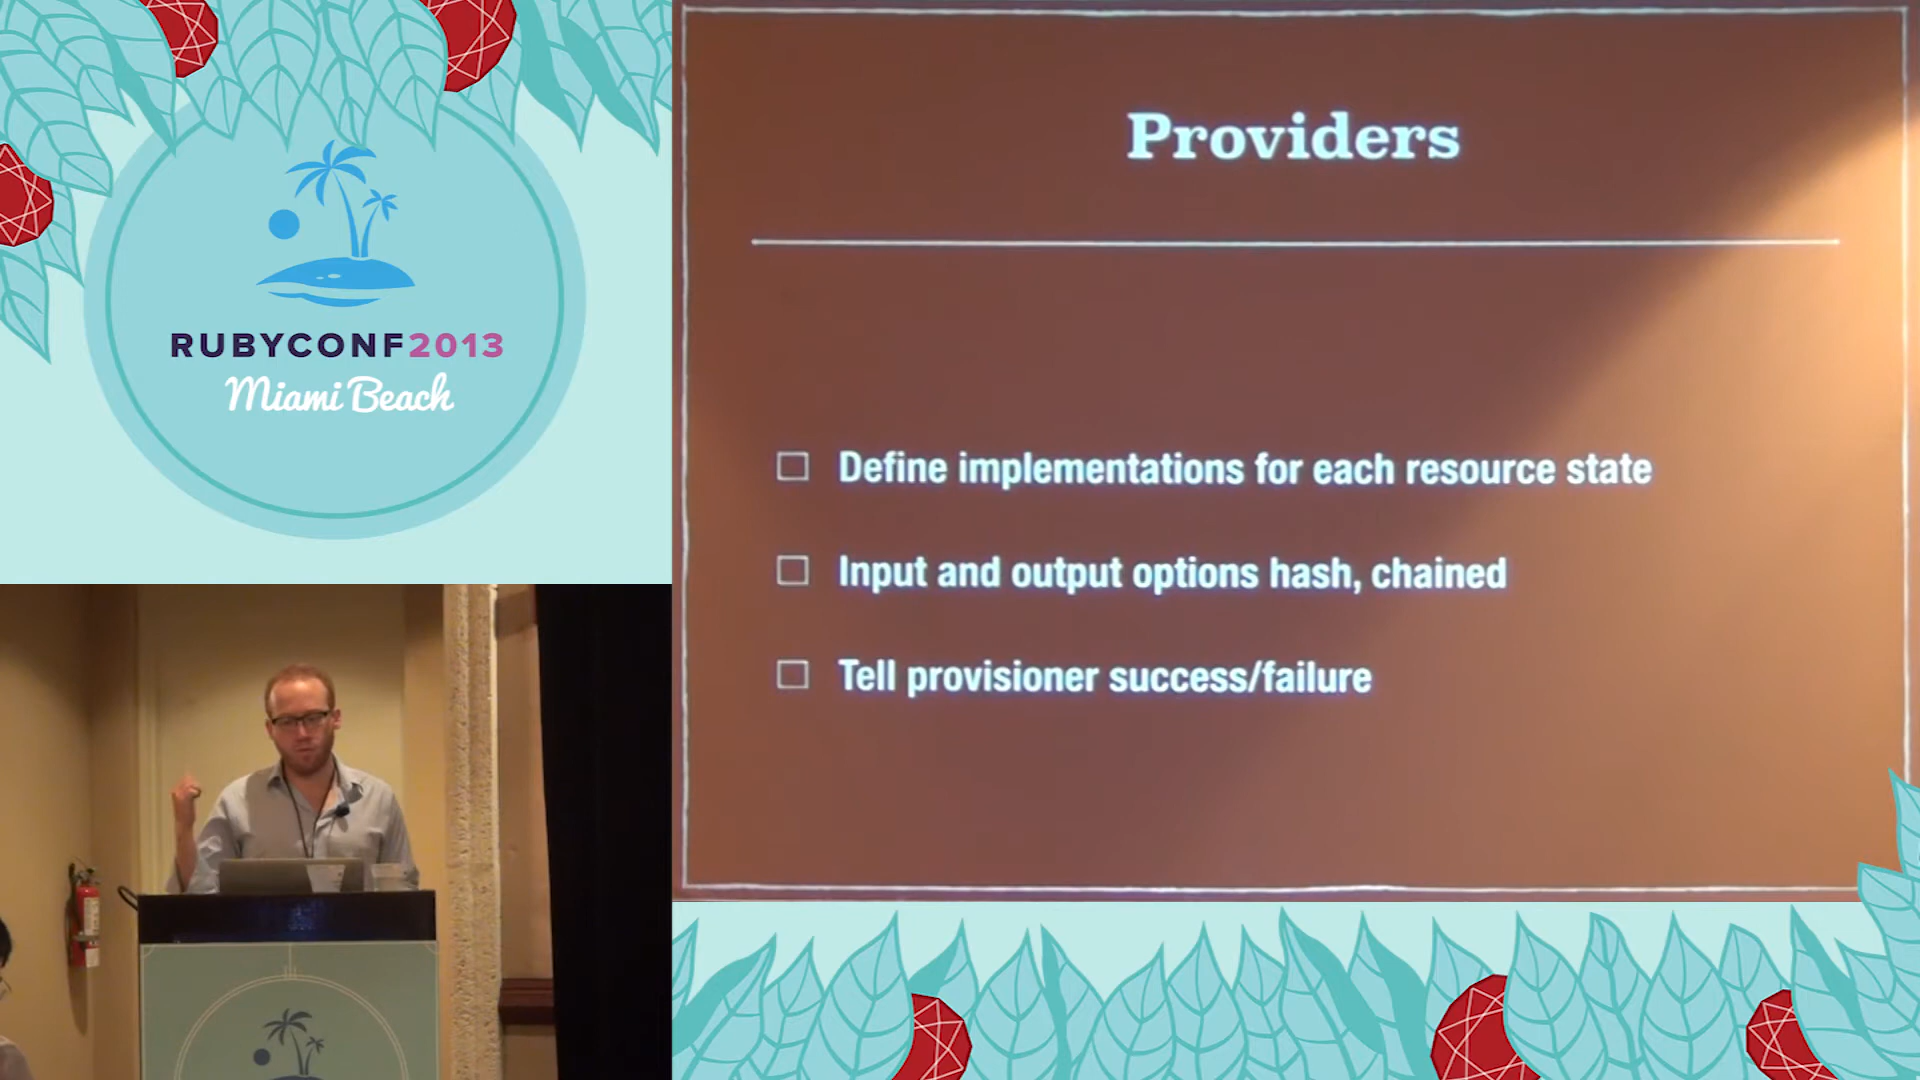 RUBYCONF2013
Miami Beach
Providers
Define implementations for each resource state
Input and output options hash, chained
Tell provisioner success/failure